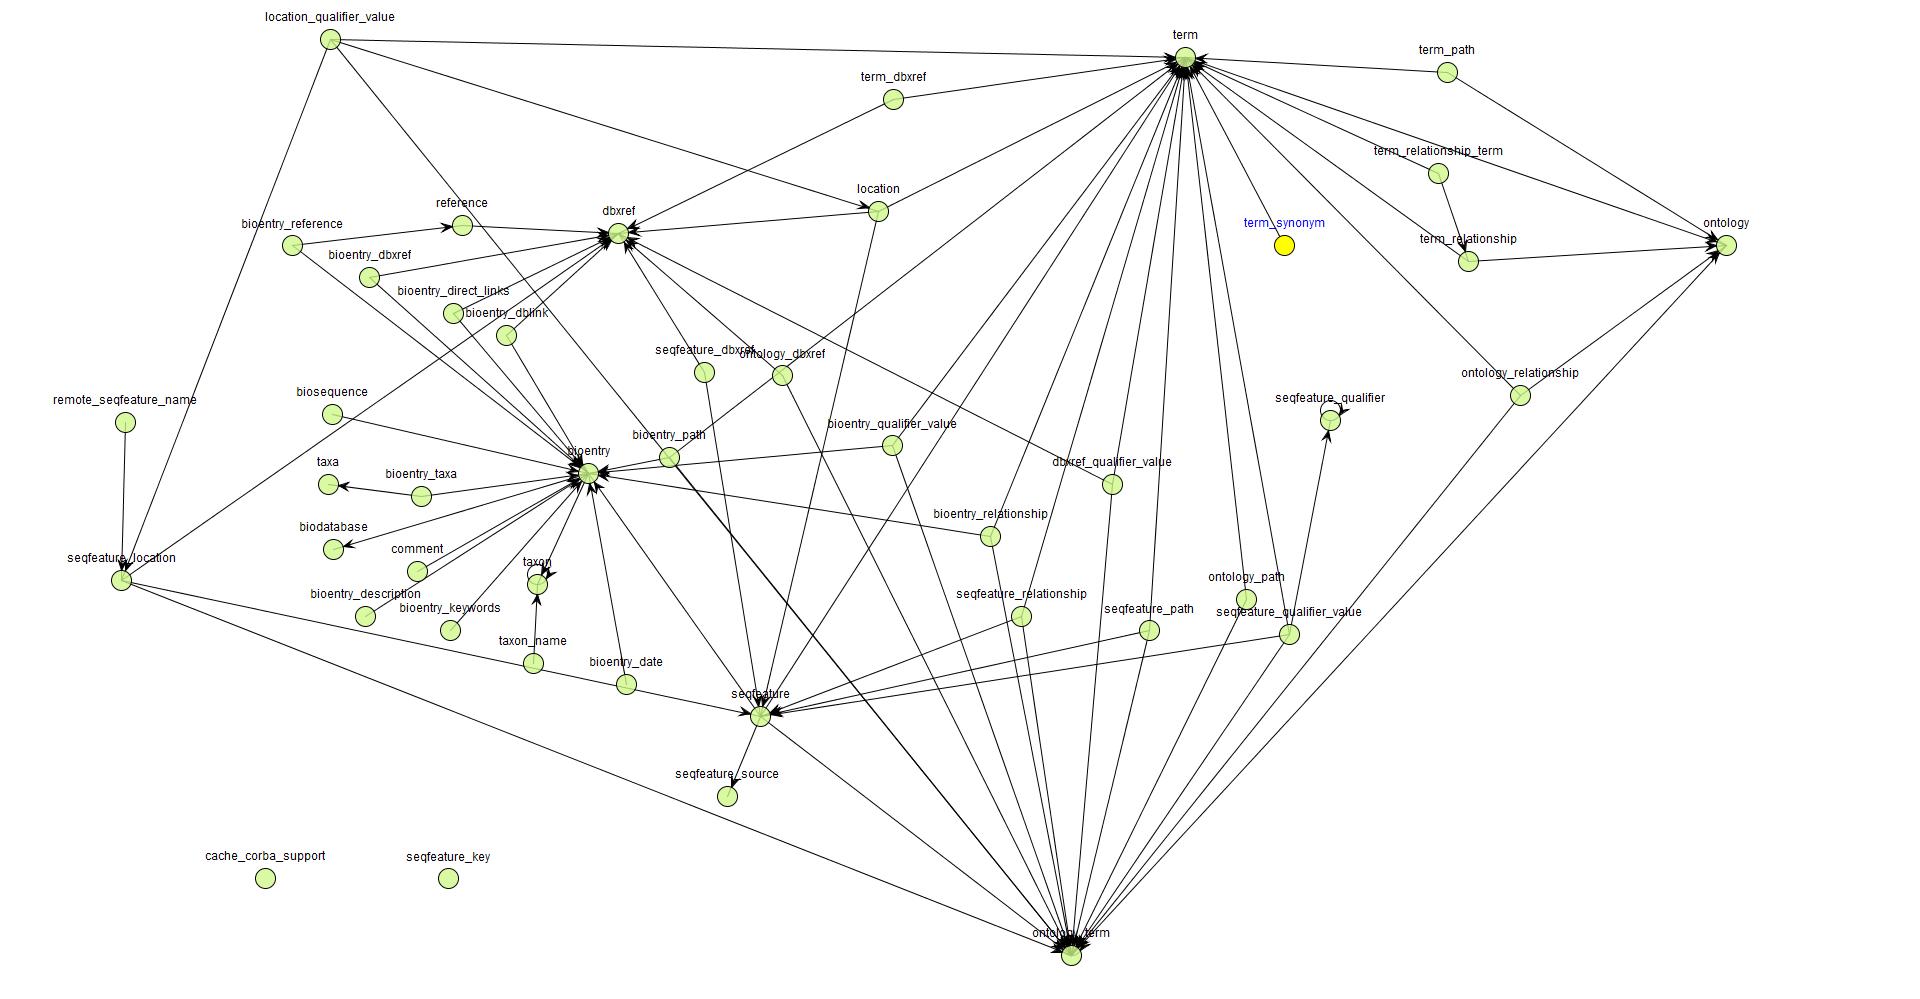 location_qualifier_value
term
term_path
term_dbxref
term_relationship_term
location
reference
dbxref
bioentry_reference
term_synonym
ontology
term_relationship
bioentry_dbxref
bioentry_direct_links
bioentry_dblink
seqfeature_dbxref
ontology_dbxref
ontology_relationship
biosequence
remote_seqfeature_name
seqfeature_qualifier
bioentry_qualifier_value
bioentry_path
bioentry
taxa
dbxref_qualifier_value
bioentry_taxa
bioentry_relationship
biodatabase
comment
seqfeature_location
taxon
ontology_path
bioentry_description
seqfeature_relationship
bioentry_keywords
seqfeature_path
seqfeature_qualifier_value
taxon_name
bioentry_date
seqfeature
seqfeature_source
cache_corba_support
seqfeature_key
ontology_term